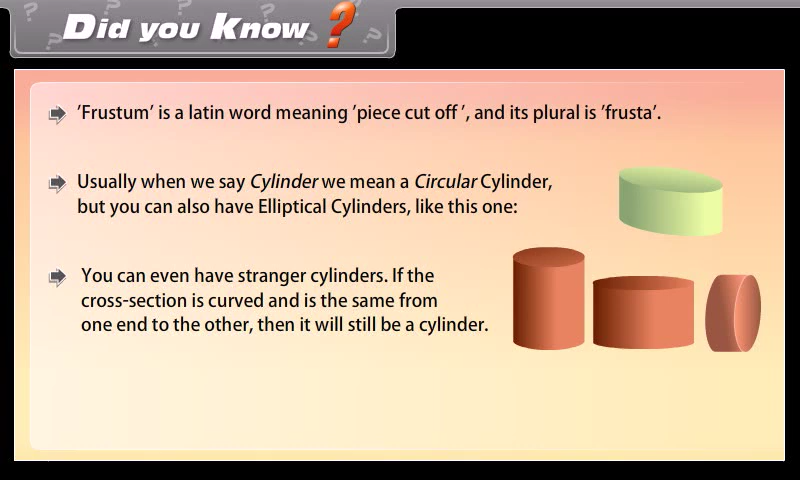 Did you Know ?
'Frustum' is a latin word meaning 'piece cut off', and its plural is 'frusta'.
Usually when we say Cylinder we mean a Circular Cylinder,
but you can also have Elliptical Cylinders, like this one:
You can even have stranger cylinders. If the
cross-section is curved and is the same from
one end to the other, then it will still be a cylinder.